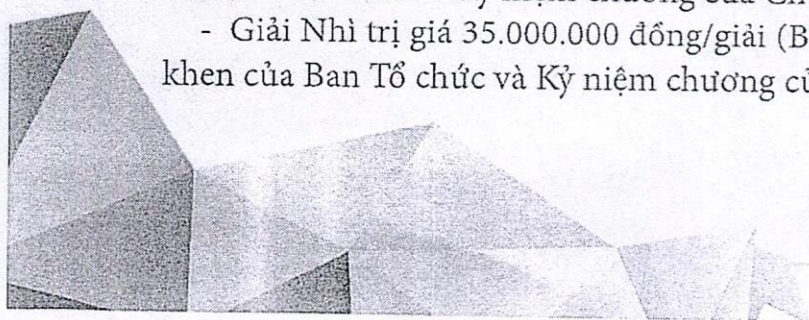 niệm chương của
- Giải Nhì trị giá 35.000.000 đồng/giải (B
khen của Ban Tổ chức và Kỷ niệm chương củ